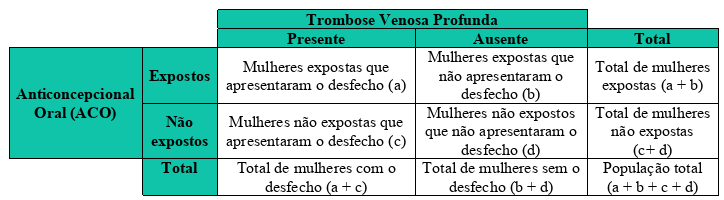 Trombose Venosa Profunda
Presente
Ausente
Total
Anticoncepcional
Oral (ACO)
Expostos
Mulheres expostas que
apresentaram o desfecho (a)
Mulheres expostas que
não apresentaram o
desfecho (b)
Total de mulheres
expostas (a + b)
Não
expostos
Mulheres não expostas que
apresentaram o desfecho (c)
Mulheres não expostos
que não apresentaram o
desfecho (d)
Total de mulheres
não expostas
(c+ d)
Total
Total de mulheres com o
desfecho (a + c)
Total de mulheres sem o
desfecho (b + d)
População total
(a + b + c + d)